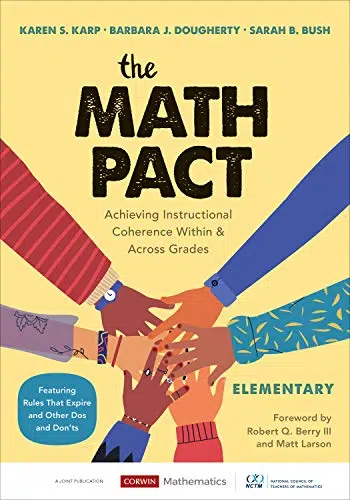 KAREN S. KARP • BARBARA J. DOUGHERTY • SARAH B. BUSH
the
MATH
PACT
Achieving Instructional
Coherence Within &
Across Grades
ELEMENTARY
Featuring
Rules That Expire
and Other Dos
and Don'ts
Foreword by
Robert Q. Berry III
and Matt Larson
A JOINT PUBLICATION
CORWIN Mathematics
NCTM
NATIONAL COUNCIL OF
TEACHERS OF MATHEMATICS